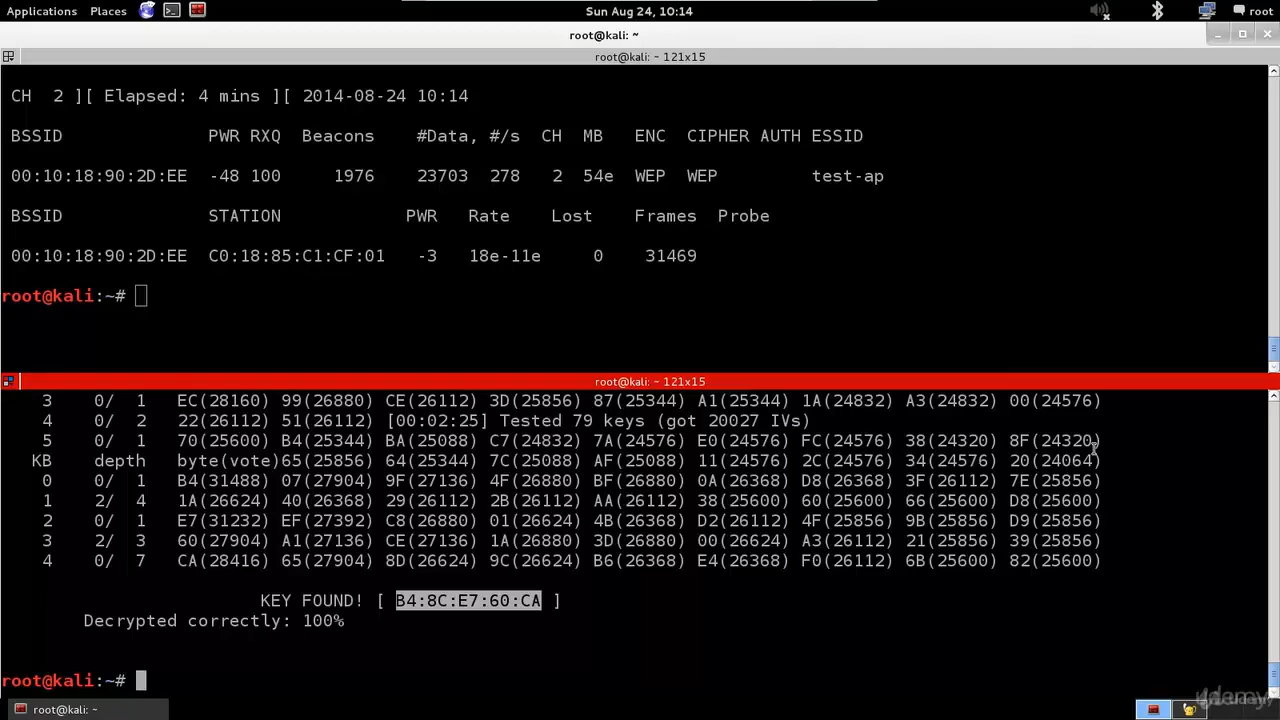 Applications Places Sun Aug 24, 10:14 root
root@kali: ~
root@kali: ~ 121x15
CH 2 ][ Elapsed: 4 mins ][ 2014-08-24 10:14
BSSID PWR RXQ Beacons #Data, #/s CH MB ENC CIPHER AUTH ESSID
00:10:18:90:2D:EE -48 100 1976 23703 278 2 54e WEP WEP test-ap
BSSID STATION PWR Rate Lost Frames Probe
00:10:18:90:2D:EE C0:18:85:C1:CF:01 -3 18e-11e 0 31469
root@kali:~#
root@kali: ~ 121x15
3 0/ 1 EC(28160) 99(26880) CE(26112) 3D(25856) 87(25344) A1(25344) 1A(24832) A3(24832) 00(24576)
4 0/ 2 22(26112) 51(26112) [00:02:25] Tested 79 keys (got 20027 IVs)
5 0/ 1 70(25600) B4(25344) BA(25088) C7(24832) 7A(24576) E0(24576) FC(24576) 38(24320) 8F(24320)
KB depth byte(vote)65(25856) 64(25344) 7C(25088) AF(25088) 11(24576) 2C(24576) 34(24576) 20(24064)
0 0/ 1 B4(31488) 07(27904) 9F(27136) 4F(26880) BF(26880) 0A(26368) D8(26368) 3F(26112) 7E(25856)
1 2/ 4 1A(26624) 40(26368) 29(26112) 2B(26112) AA(26112) 38(25600) 60(25600) 66(25600) D8(25600)
2 0/ 1 E7(31232) EF(27392) C8(26880) 01(26624) 4B(26368) D2(26112) 4F(25856) 9B(25856) D9(25856)
3 2/ 3 60(27904) A1(27136) CE(27136) 1A(26880) 3D(26880) 00(26624) A3(26112) 21(25856) 39(25856)
4 0/ 7 CA(28416) 65(27904) 8D(26624) 9C(26624) B6(26368) E4(26368) F0(26112) 6B(25600) 82(25600)
KEY FOUND! [ B4:8C:E7:60:CA ]
Decrypted correctly: 100%
root@kali:~#
root@kali: ~
udemy